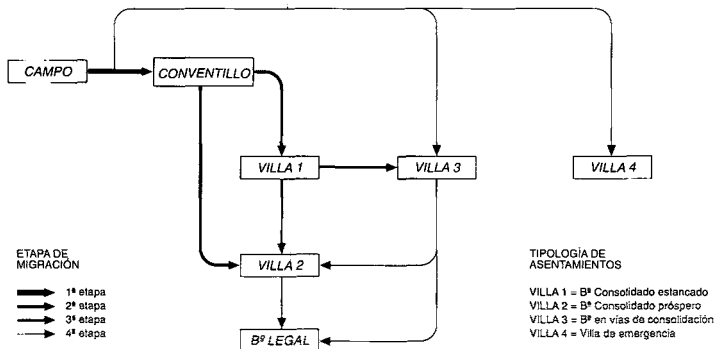 CAMPO
CONVENTILLO
VILLA 1
VILLA 3
VILLA 4
VILLA 2
Bº LEGAL
ETAPA DE
MIGRACIÓN
1ª etapa
2ª etapa
3ª etapa
4ª etapa
TIPOLOGÍA DE
ASENTAMIENTOS
VILLA 1 = Bº Consolidado estancado
VILLA 2 = Bº Consolidado próspero
VILLA 3 = Bº en vías de consolidación
VILLA 4 = Villa de emergencia